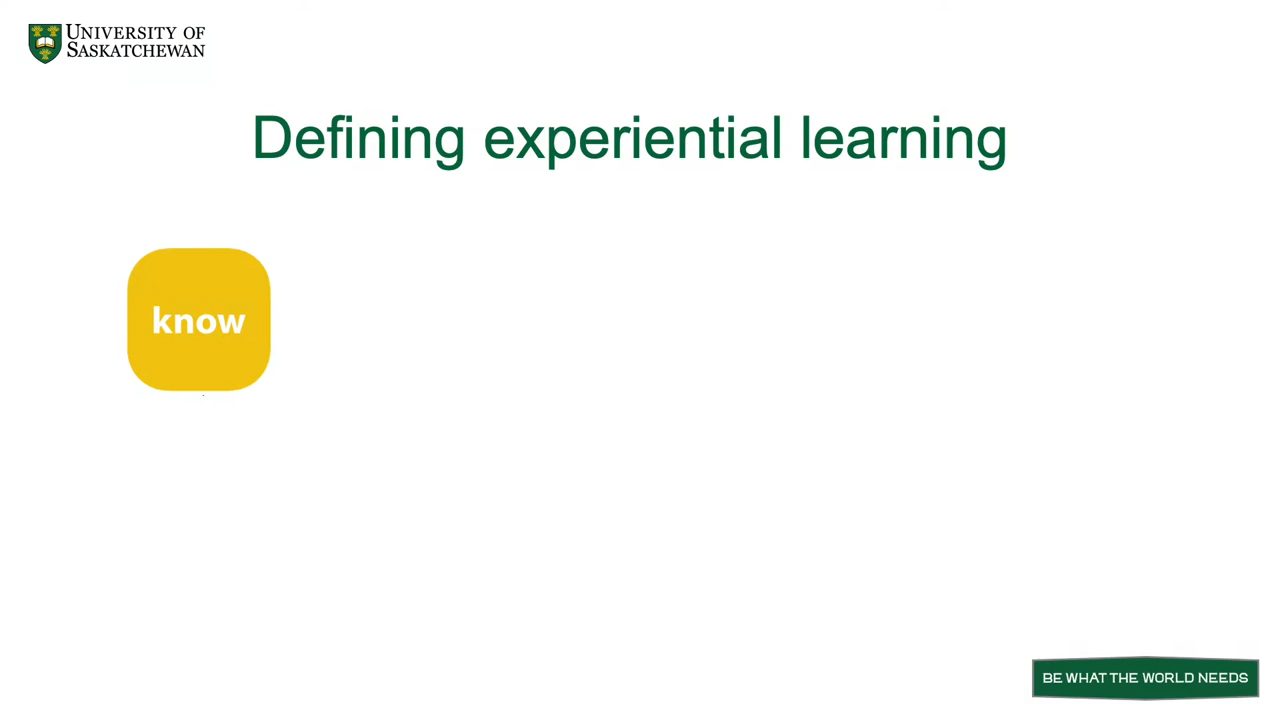 UNIVERSITY OF
SASKATCHEWAN
Defining experiential learning
know
BE WHAT THE WORLD NEEDS